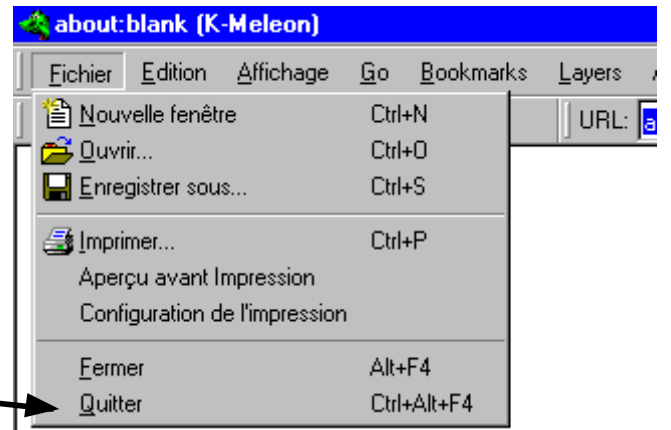 about:blank (K-Meleon)
Fichier Edition Affichage Go Bookmarks Layers
URL: a
Nouvelle fenêtre Ctrl+N
Ouvrir... Ctrl+O
Enregistrer sous... Ctrl+S
Imprimer... Ctrl+P
Aperçu avant Impression
Configuration de l'impression
Fermer Alt+F4
Quitter Ctrl+Alt+F4